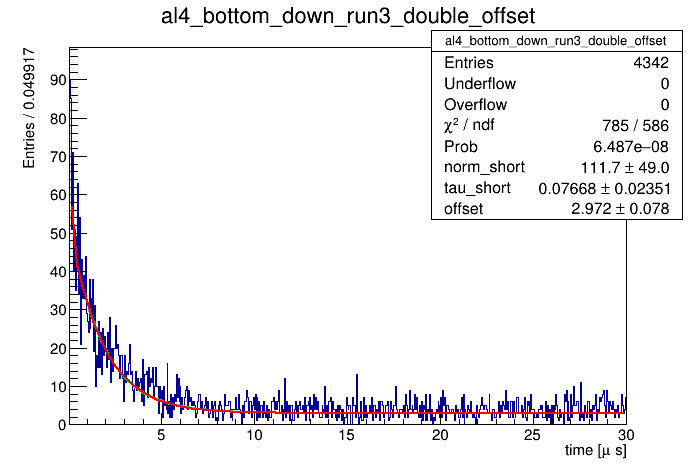 al4_bottom_down_run3_double_offset
al4_bottom_down_run3_double_offset
Entries 4342
Underflow 0
Overflow 0
χ² / ndf 785 / 586
Prob 6.487e−08
norm_short 111.7 ± 49.0
tau_short 0.07668 ± 0.02351
offset 2.972 ± 0.078
Entries / 0.049917
90
80
70
60
50
40
30
20
10
0
5 10 15 20 25 30
time [μ s]